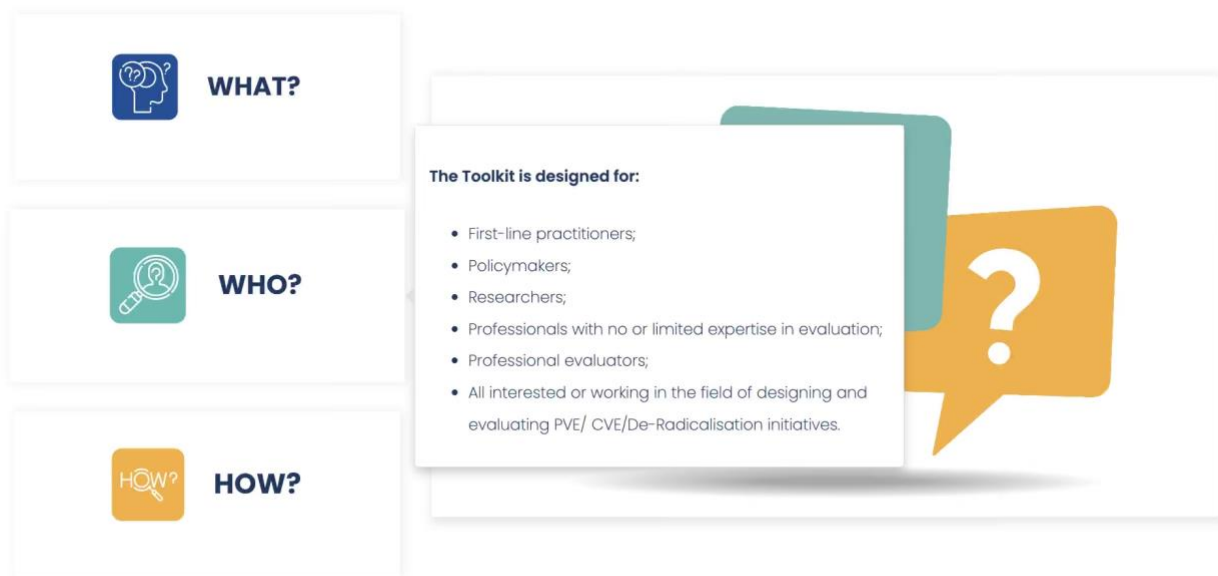 WHAT?
WHO?
HOW?
HOW?
The Toolkit is designed for:
• First-line practitioners;
• Policymakers;
• Researchers;
• Professionals with no or limited expertise in evaluation;
• Professional evaluators;
• All interested or working in the field of designing and
evaluating PVE/ CVE/De-Radicalisation initiatives.
?